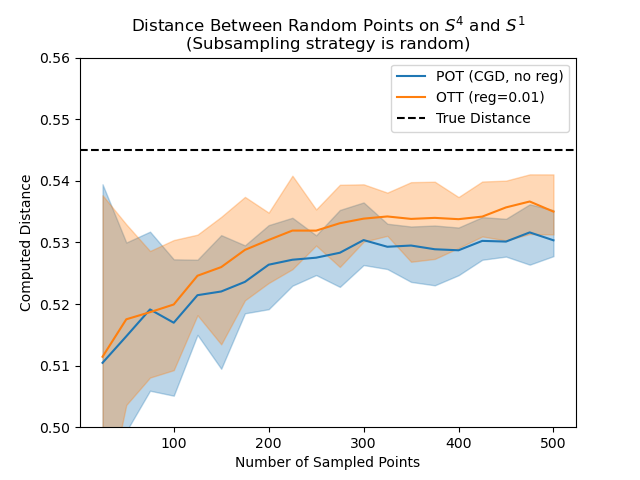 Distance Between Random Points on S⁴ and S¹
(Subsampling strategy is random)
POT (CGD, no reg)
OTT (reg=0.01)
True Distance
Computed Distance
0.56
0.55
0.54
0.53
0.52
0.51
0.50
100 200 300 400 500
Number of Sampled Points